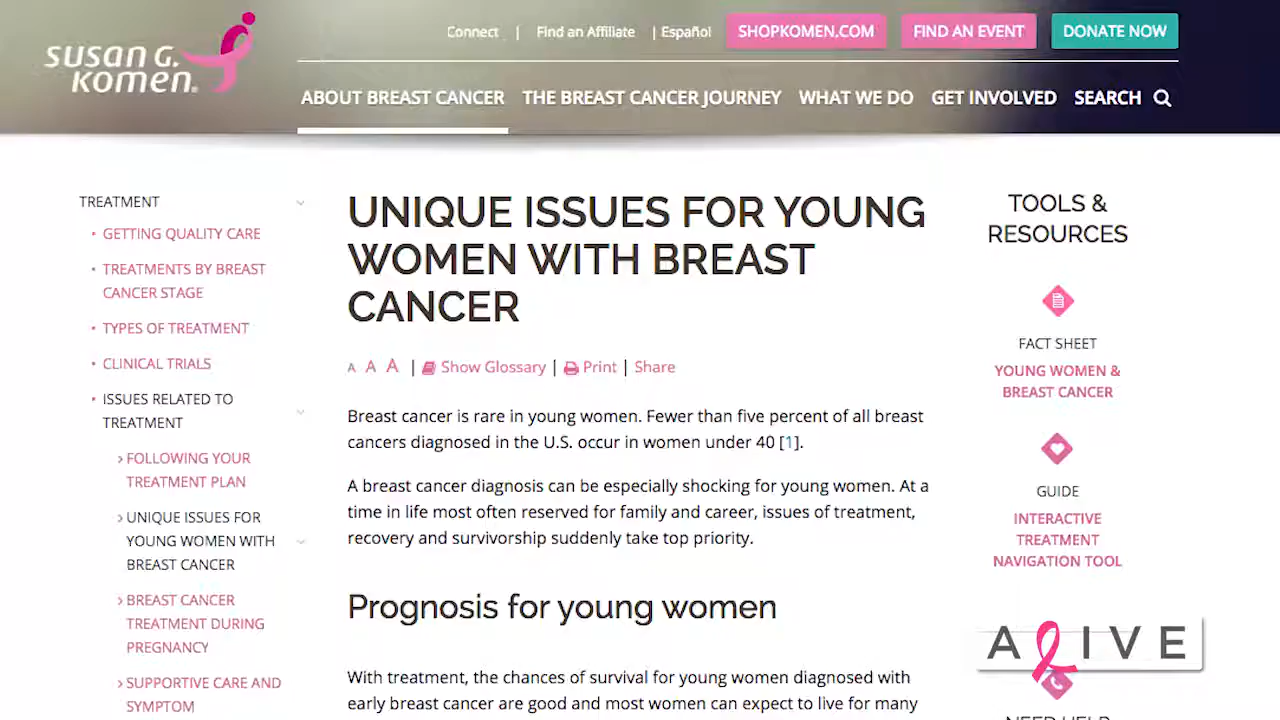 susan G.
komen®
Connect | Find an Affiliate | Español
SHOPKOMEN.COM
FIND AN EVENT
DONATE NOW
ABOUT BREAST CANCER
THE BREAST CANCER JOURNEY
WHAT WE DO
GET INVOLVED
SEARCH
TREATMENT
• GETTING QUALITY CARE
• TREATMENTS BY BREAST
CANCER STAGE
• TYPES OF TREATMENT
• CLINICAL TRIALS
• ISSUES RELATED TO
TREATMENT
› FOLLOWING YOUR
TREATMENT PLAN
› UNIQUE ISSUES FOR
YOUNG WOMEN WITH
BREAST CANCER
› BREAST CANCER
TREATMENT DURING
PREGNANCY
› SUPPORTIVE CARE AND
SYMPTOM
UNIQUE ISSUES FOR YOUNG
WOMEN WITH BREAST
CANCER
A A A | Show Glossary | Print | Share
Breast cancer is rare in young women. Fewer than five percent of all breast
cancers diagnosed in the U.S. occur in women under 40 [1].
A breast cancer diagnosis can be especially shocking for young women. At a
time in life most often reserved for family and career, issues of treatment,
recovery and survivorship suddenly take top priority.
Prognosis for young women
With treatment, the chances of survival for young women diagnosed with
early breast cancer are good and most women can expect to live for many
TOOLS &
RESOURCES
FACT SHEET
YOUNG WOMEN &
BREAST CANCER
GUIDE
INTERACTIVE
TREATMENT
NAVIGATION TOOL
ALIVE
NEED HELP